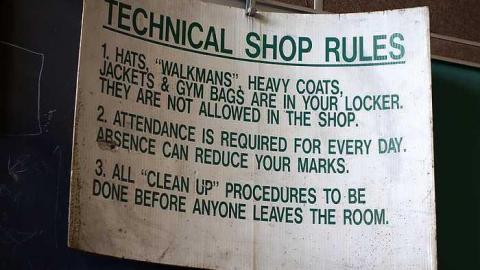 TECHNICAL SHOP RULES
1. HATS, "WALKMANS", HEAVY COATS,
JACKETS & GYM BAGS ARE IN YOUR LOCKER.
THEY ARE NOT ALLOWED IN THE SHOP.
2. ATTENDANCE IS REQUIRED FOR EVERY DAY.
ABSENCE CAN REDUCE YOUR MARKS.
3. ALL "CLEAN UP" PROCEDURES TO BE
DONE BEFORE ANYONE LEAVES THE ROOM.